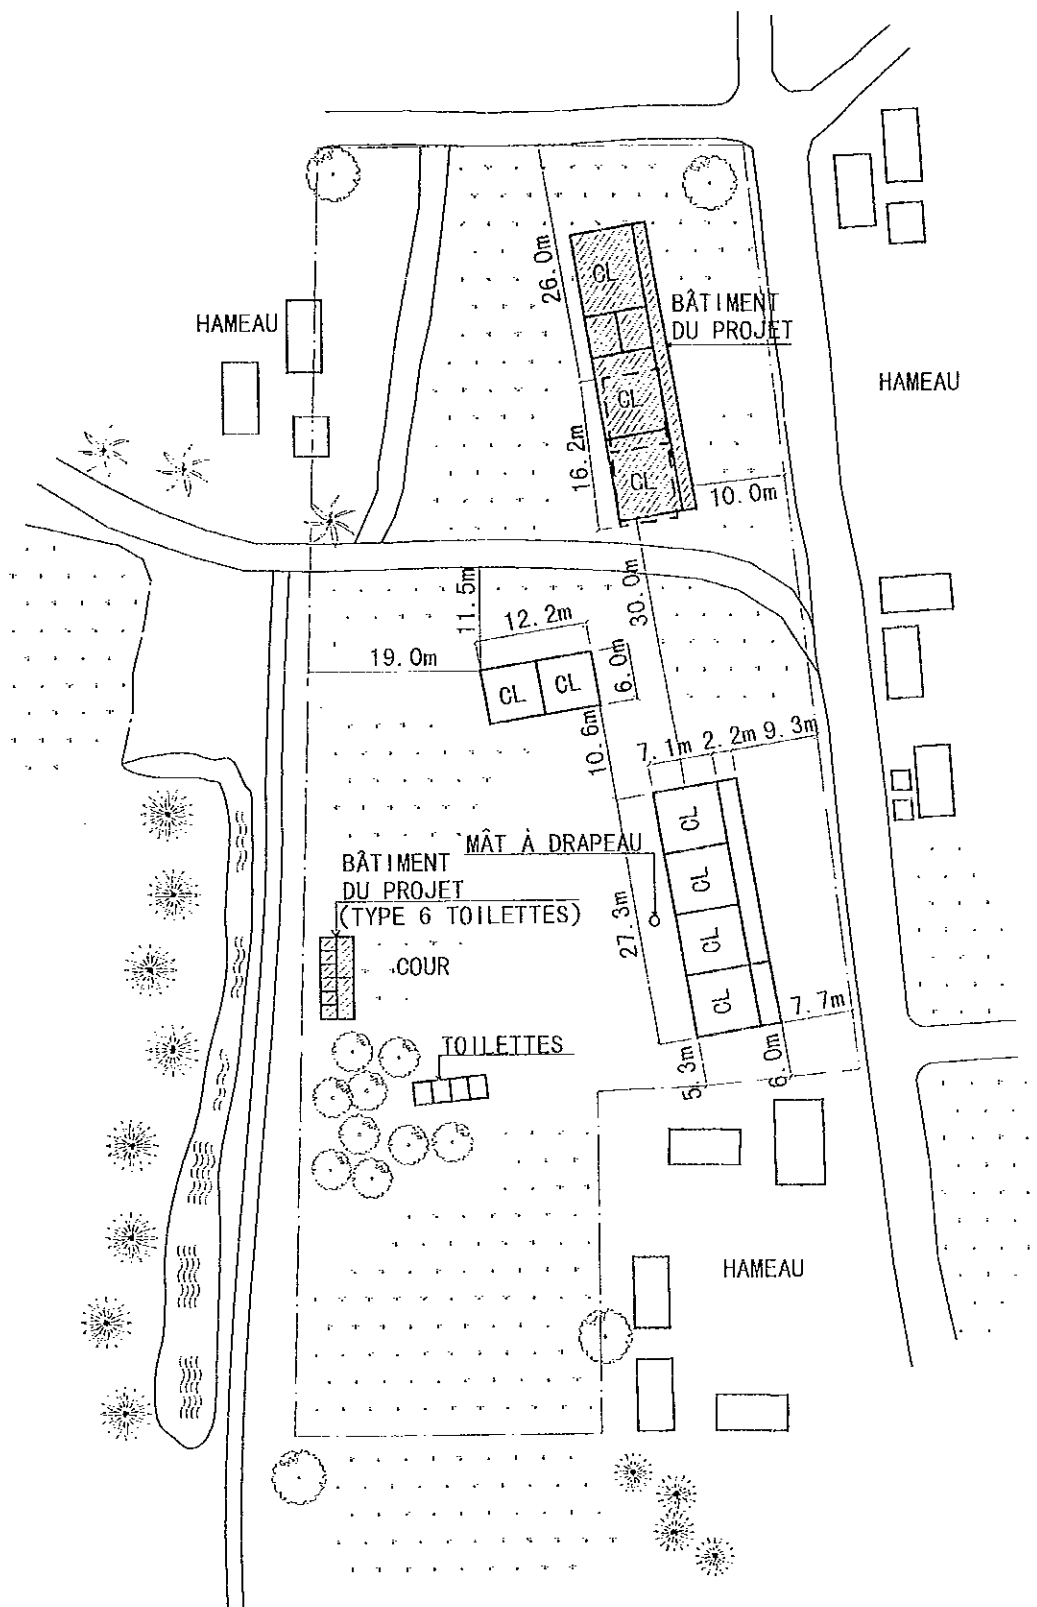 26.0m
CL
BÂTIMENT
DU PROJET
HAMEAU
HAMEAU
CL
16.2m
CL
10.0m
30.0m
11.5m
12.2m
19.0m
CL
CL
6.0m
10.6m
7.1m
2.2m
9.3m
CL
MÂT À DRAPEAU
BÂTIMENT
DU PROJET
(TYPE 6 TOILETTES)
CL
27.3m
COUR
CL
CL
7.7m
TOILETTES
5.3m
6.0m
HAMEAU